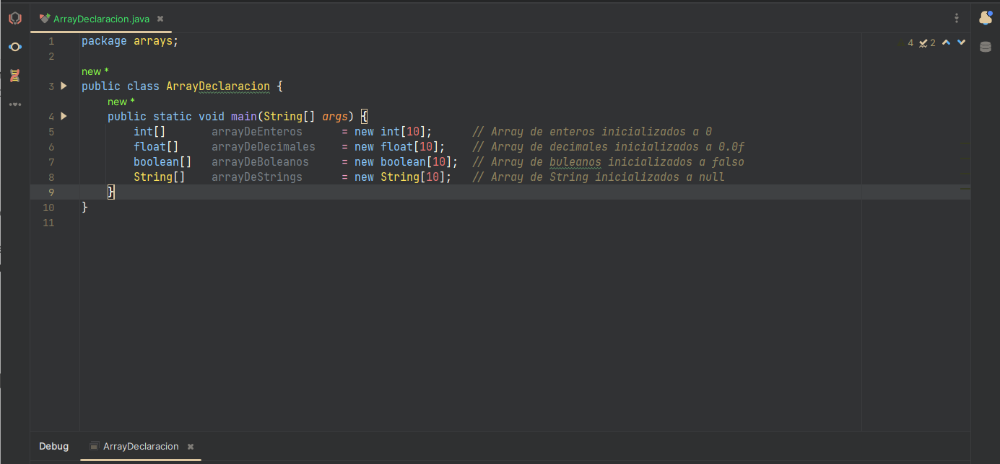 ArrayDeclaracion.java
1 package arrays;
4 2
2
new *
3 public class ArrayDeclaracion {
new *
4 public static void main(String[] args) {
5 int[] arrayDeEnteros = new int[10]; // Array de enteros inicializados a 0
6 float[] arrayDeDecimales = new float[10]; // Array de decimales inicializados a 0.0f
7 boolean[] arrayDeBoleanos = new boolean[10]; // Array de buleanos inicializados a falso
8 String[] arrayDeStrings = new String[10]; // Array de String inicializados a null
9 }
10 }
11
Debug ArrayDeclaracion